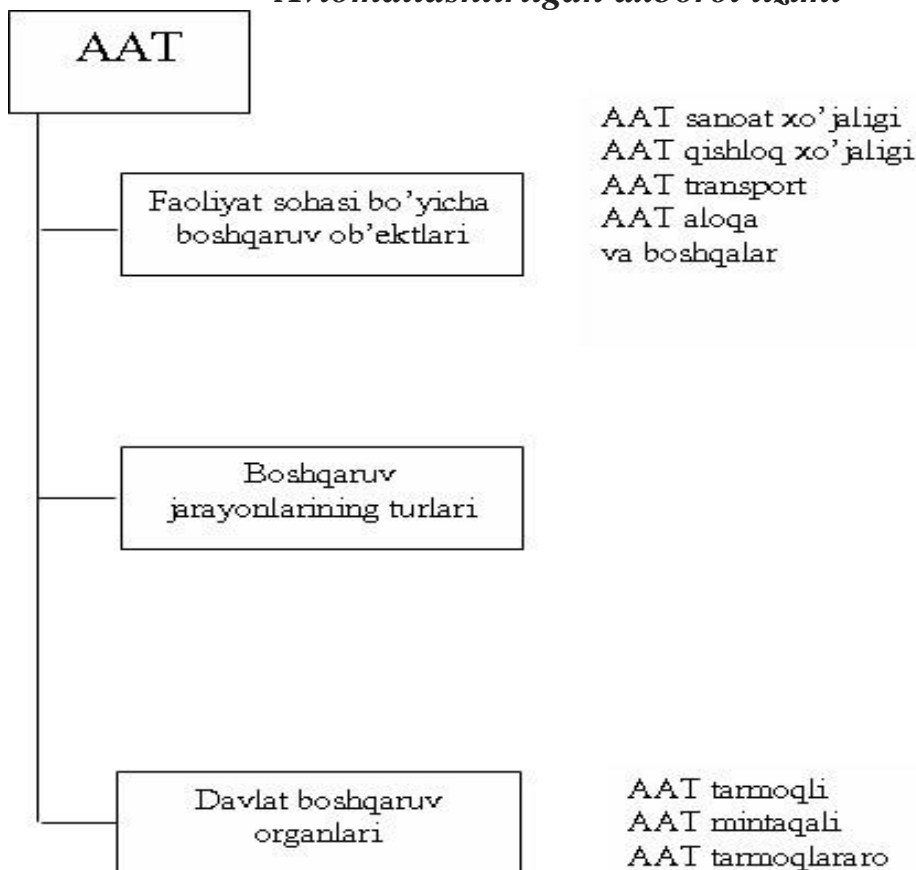 AAT
Faoliyat sohasi bo'yicha
boshqaruv ob'ektlari
AAT sanoat xo'jaligi
AAT qishloq xo'jaligi
AAT transport
AAT aloqa
va boshqalar
Boshqaruv
jarayonlarining turlari
Davlat boshqaruv
organlari
AAT tarmoqli
AAT mintaqali
AAT tarmoqlararo